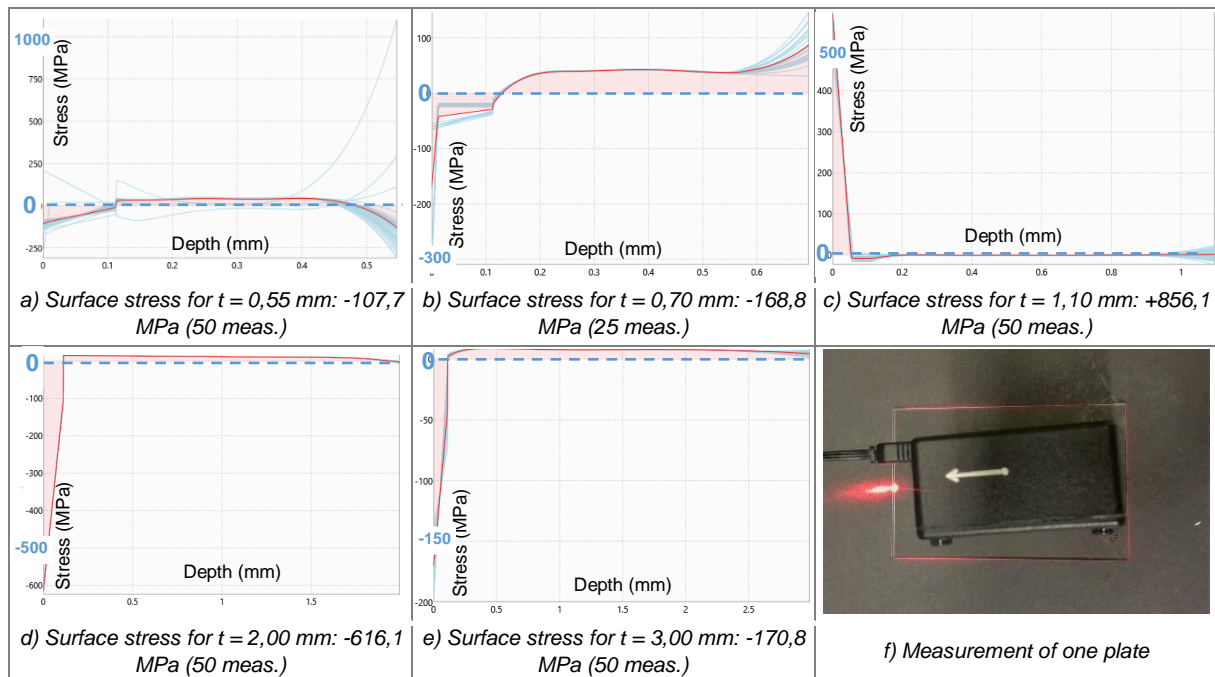 1000
1000
750
500
250
0
0
-250
Stress (MPa)
Depth (mm)
0
0.1
0.2
0.3
0.4
0.5
a) Surface stress for t = 0,55 mm: -107,7
MPa (50 meas.)
100
0
-100
-200
-300
Stress (MPa)
Depth (mm)
0.1
0.2
0.3
0.4
0.5
0.6
b) Surface stress for t = 0,70 mm: -168,8
MPa (25 meas.)
500
400
300
200
100
0
0
Stress (MPa)
Depth (mm)
0
0.2
0.4
0.6
0.8
1
c) Surface stress for t = 1,10 mm: +856,1
MPa (50 meas.)
0
-100
-200
-300
-400
-500
-600
Stress (MPa)
Depth (mm)
0
0.5
1
1.5
d) Surface stress for t = 2,00 mm: -616,1
MPa (50 meas.)
0
-50
-100
-150
-200
Stress (MPa)
Depth (mm)
0
0.5
1
1.5
2
2.5
e) Surface stress for t = 3,00 mm: -170,8
MPa (50 meas.)
f) Measurement of one plate